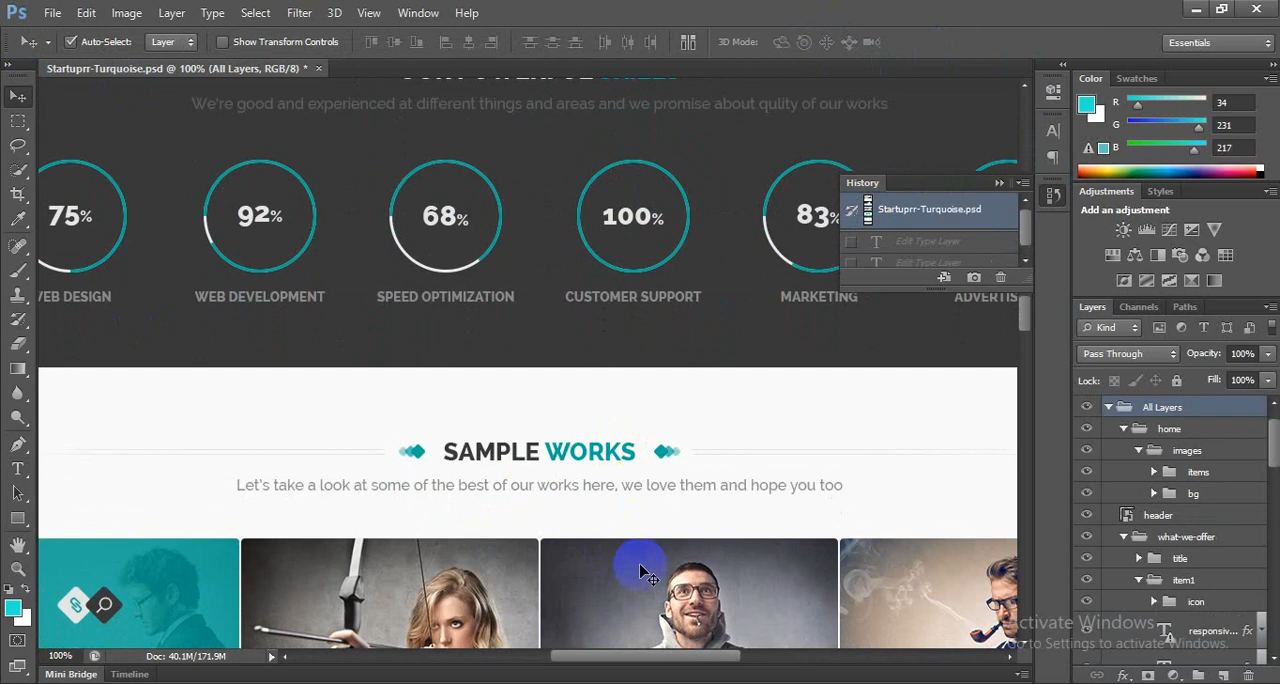 Ps File Edit Image Layer Type Select Filter 3D View Window Help
Auto-Select: Layer Show Transform Controls 3D Mode: Essentials
Startuprr-Turquoise.psd @ 100% (All Layers, RGB/8) * ×
Color Swatches
R 34
G 231
B 217
We're good and experienced at different things and areas and we promise about qulity of our works
75% 92% 68% 100% 83%
WEB DEVELOPMENT SPEED OPTIMIZATION CUSTOMER SUPPORT MARKETING
History
Startuprr-Turquoise.psd
Edit Type Layer
Edit Type Layer
Adjustments Styles
Add an adjustment
Layers Channels Paths
Kind
Pass Through Opacity: 100%
Lock: Fill: 100%
All Layers
home
images
items
bg
header
what-we-offer
title
item1
icon
responsiv... fx
SAMPLE WORKS
Let's take a look at some of the best of our works here, we love them and hope you too
Activate Windows
Go to Settings to activate Windows.
100% Doc: 40.1M/171.9M
Mini Bridge Timeline